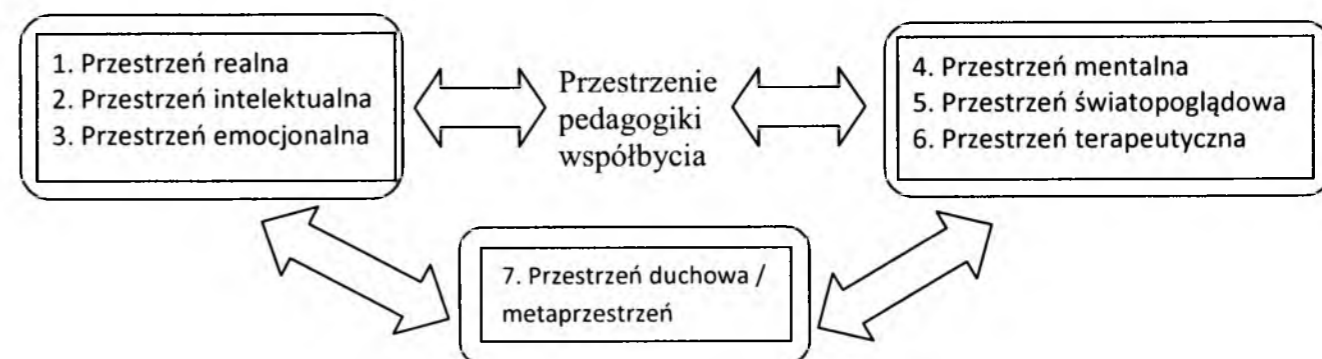 1. Przestrzeń realna
2. Przestrzeń intelektualna
3. Przestrzeń emocjonalna
Przestrzenie
pedagogiki
współbycia
4. Przestrzeń mentalna
5. Przestrzeń światopoglądowa
6. Przestrzeń terapeutyczna
7. Przestrzeń duchowa /
metaprzestrzeń